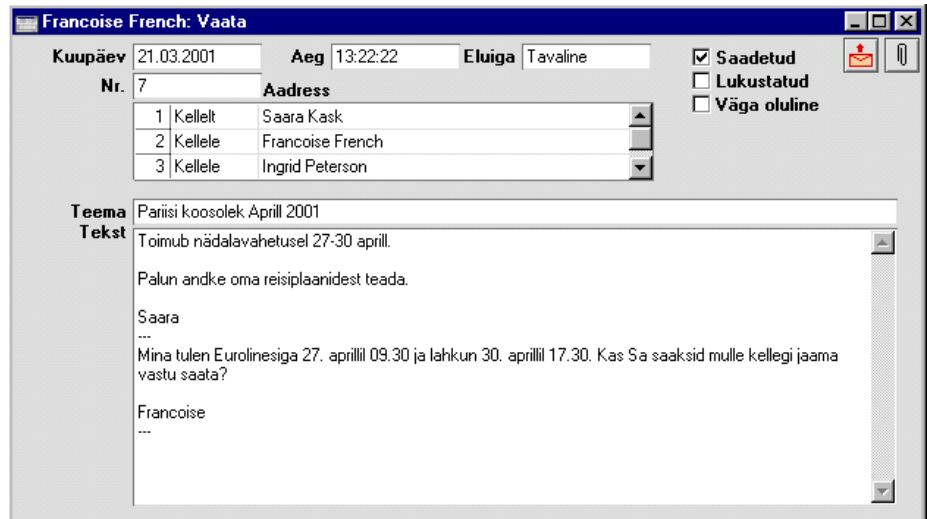 Francoise French: Vaata
Kuupäev 21.03.2001 Aeg 13:22:22 Eluiga Tavaline
Saadetud
Nr. 7
Lukustatud
Aadress
Väga oluline
1 Kellelt Saara Kask
2 Kellele Francoise French
3 Kellele Ingrid Peterson
Teema Pariisi koosolek Aprill 2001
Tekst
Toimub nädalavahetusel 27-30 aprill.
Palun andke oma reisiplaanidest teada.
Saara
---
Mina tulen Eurolinesiga 27. aprillil 09.30 ja lahkun 30. aprillil 17.30. Kas Sa saaksid mulle kellegi jaama
vastu saata?
Francoise
---